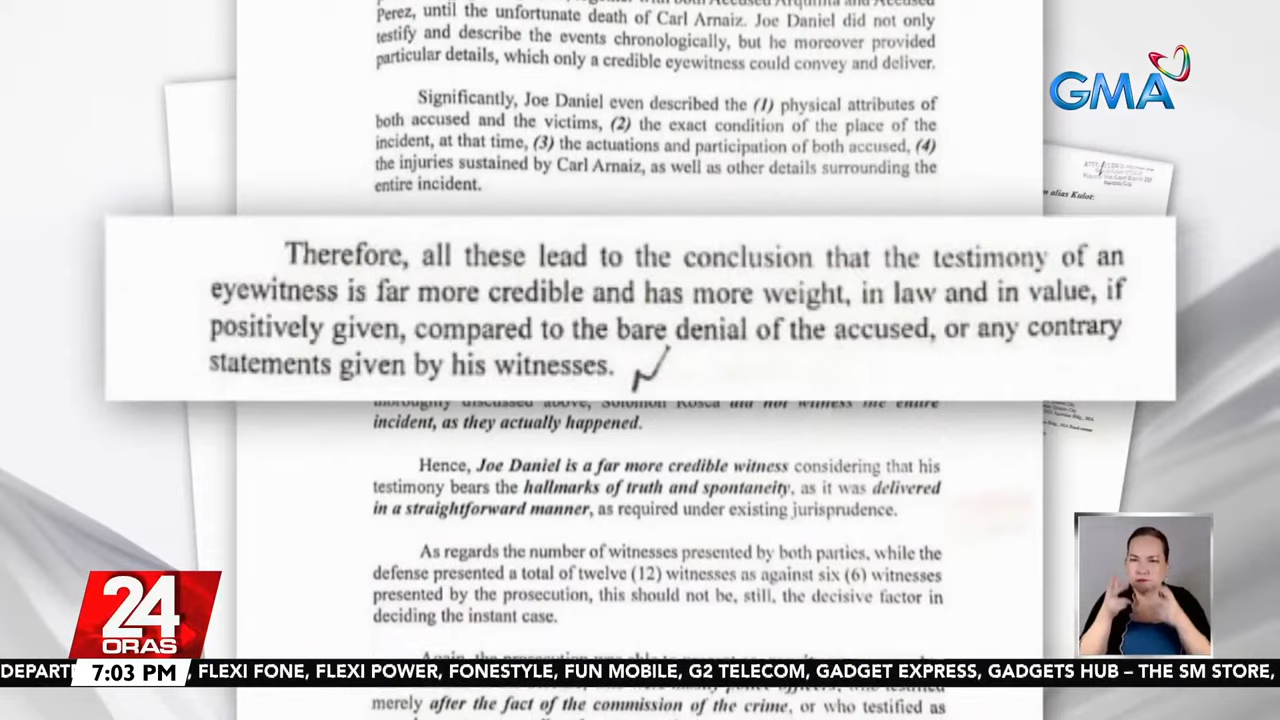 Perez, until the unfortunate death of Carl Arnaiz. Joe Daniel did not only
testify and describe the events chronologically, but he moreover provided
particular details, which only a credible eyewitness could convey and deliver.
Significantly, Joe Daniel even described the (1) physical attributes of
both accused and the victims, (2) the exact condition of the place of the
incident, at that time, (3) the actuations and participation of both accused, (4)
the injuries sustained by Carl Arnaiz, as well as other details surrounding the
entire incident.
GMA
alias Kulor:
Therefore, all these lead to the conclusion that the testimony of an
eyewitness is far more credible and has more weight, in law and in value, if
positively given, compared to the bare denial of the accused, or any contrary
statements given by his witnesses.
thoroughly discussed above, Solomon Rosca did not witness the entire
incident, as they actually happened.
Hence, Joe Daniel is a far more credible witness considering that his
testimony bears the hallmarks of truth and spontaneity, as it was delivered
in a straightforward manner, as required under existing jurisprudence.
As regards the number of witnesses presented by both parties, while the
defense presented a total of twelve (12) witnesses as against six (6) witnesses
presented by the prosecution, this should not be, still, the decisive factor in
deciding the instant case.
24
ORAS
7:03 PM
DEPART , FLEXI FONE, FLEXI POWER, FONESTYLE, FUN MOBILE, G2 TELECOM, GADGET EXPRESS, GADGETS HUB – THE SM STORE,
merely after the fact of the commission of the crime, or who testified as